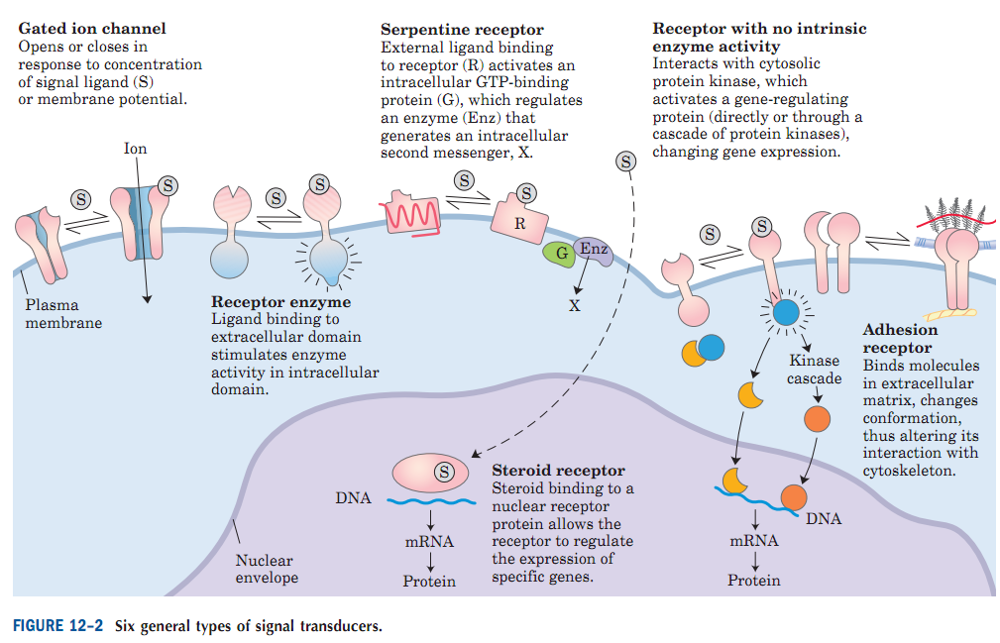 Gated ion channel
Opens or closes in
response to concentration
of signal ligand (S)
or membrane potential.
Serpentine receptor
External ligand binding
to receptor (R) activates an
intracellular GTP-binding
protein (G), which regulates
an enzyme (Enz) that
generates an intracellular
second messenger, X.
Receptor with no intrinsic
enzyme activity
Interacts with cytosolic
protein kinase, which
activates a gene-regulating
protein (directly or through a
cascade of protein kinases),
changing gene expression.
Ion
S
S
S
S
S
S
R
G
Enz
X
S
S
S
Plasma
membrane
Receptor enzyme
Ligand binding to
extracellular domain
stimulates enzyme
activity in intracellular
domain.
Kinase
cascade
Adhesion
receptor
Binds molecules
in extracellular
matrix, changes
conformation,
thus altering its
interaction with
cytoskeleton.
S
DNA
mRNA
Protein
Steroid receptor
Steroid binding to a
nuclear receptor
protein allows the
receptor to regulate
the expression of
specific genes.
DNA
mRNA
Protein
Nuclear
envelope
FIGURE 12–2 Six general types of signal transducers.